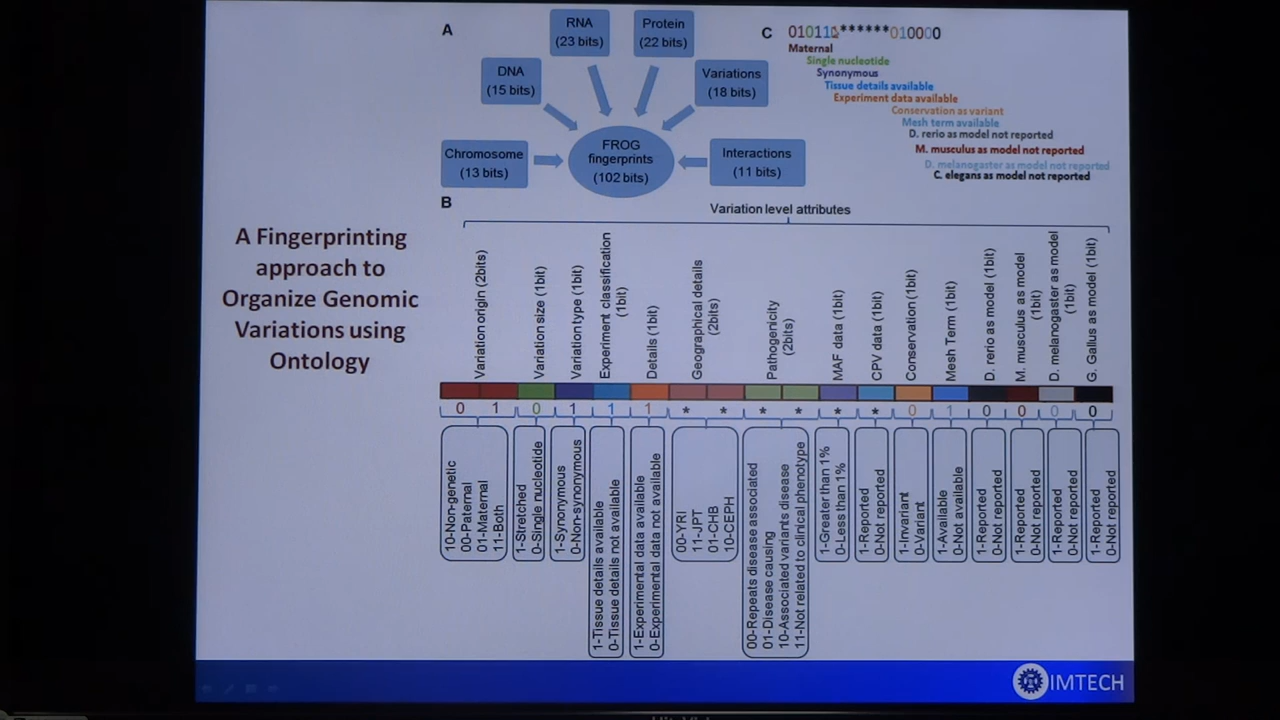 A Fingerprinting
approach to
Organize Genomic
Variations using
Ontology
A
RNA
(23 bits)
Protein
(22 bits)
DNA
(15 bits)
Variations
(18 bits)
Chromosome
(13 bits)
FROG
fingerprints
(102 bits)
Interactions
(11 bits)
C
Maternal
Single nucleotide
Synonymous
Tissue details available
Experiment data available
Conservation as variant
Mesh term available
D. rerio as model not reported
M. musculus as model not reported
D. melanogaster as model not reported
C. elegans as model not reported
B
Variation level attributes
Variation origin (2bits)
Variation size (1bit)
Variation type (1bit)
Experiment classification
(1bit)
Details (1bit)
Geographical details
(2bits)
Pathogenicity
(2bits)
MAF data (1bit)
CPV data (1bit)
Conservation (1bit)
Mesh Term (1bit)
D. rerio as model (1bit)
M. musculus as model
(1bit)
D. melanogaster as model
(1bit)
G. Gallus as model (1bit)
0 1 0 1 1 1 * * * * * * 0 1 0 0 0 0
10-Non-genetic
00-Paternal
01-Maternal
11-Both
1-Stretched
0-Single nucleotide
1-Synonymous
0-Non-synonymous
1-Tissue details available
0-Tissue details not available
1-Experimental data available
0-Experimental data not available
00-YRI
11-JPT
01-CHB
10-CEPH
00-Repeats disease associated
01-Disease causing
10-Associated variants disease
11-Not related to clinical phenotype
1-Greater than 1%
0-Less than 1%
1-Reported
0-Not reported
1-Invariant
0-Variant
1-Available
0-Not available
1-Reported
0-Not reported
1-Reported
0-Not reported
1-Reported
0-Not reported
1-Reported
0-Not reported
IMTECH